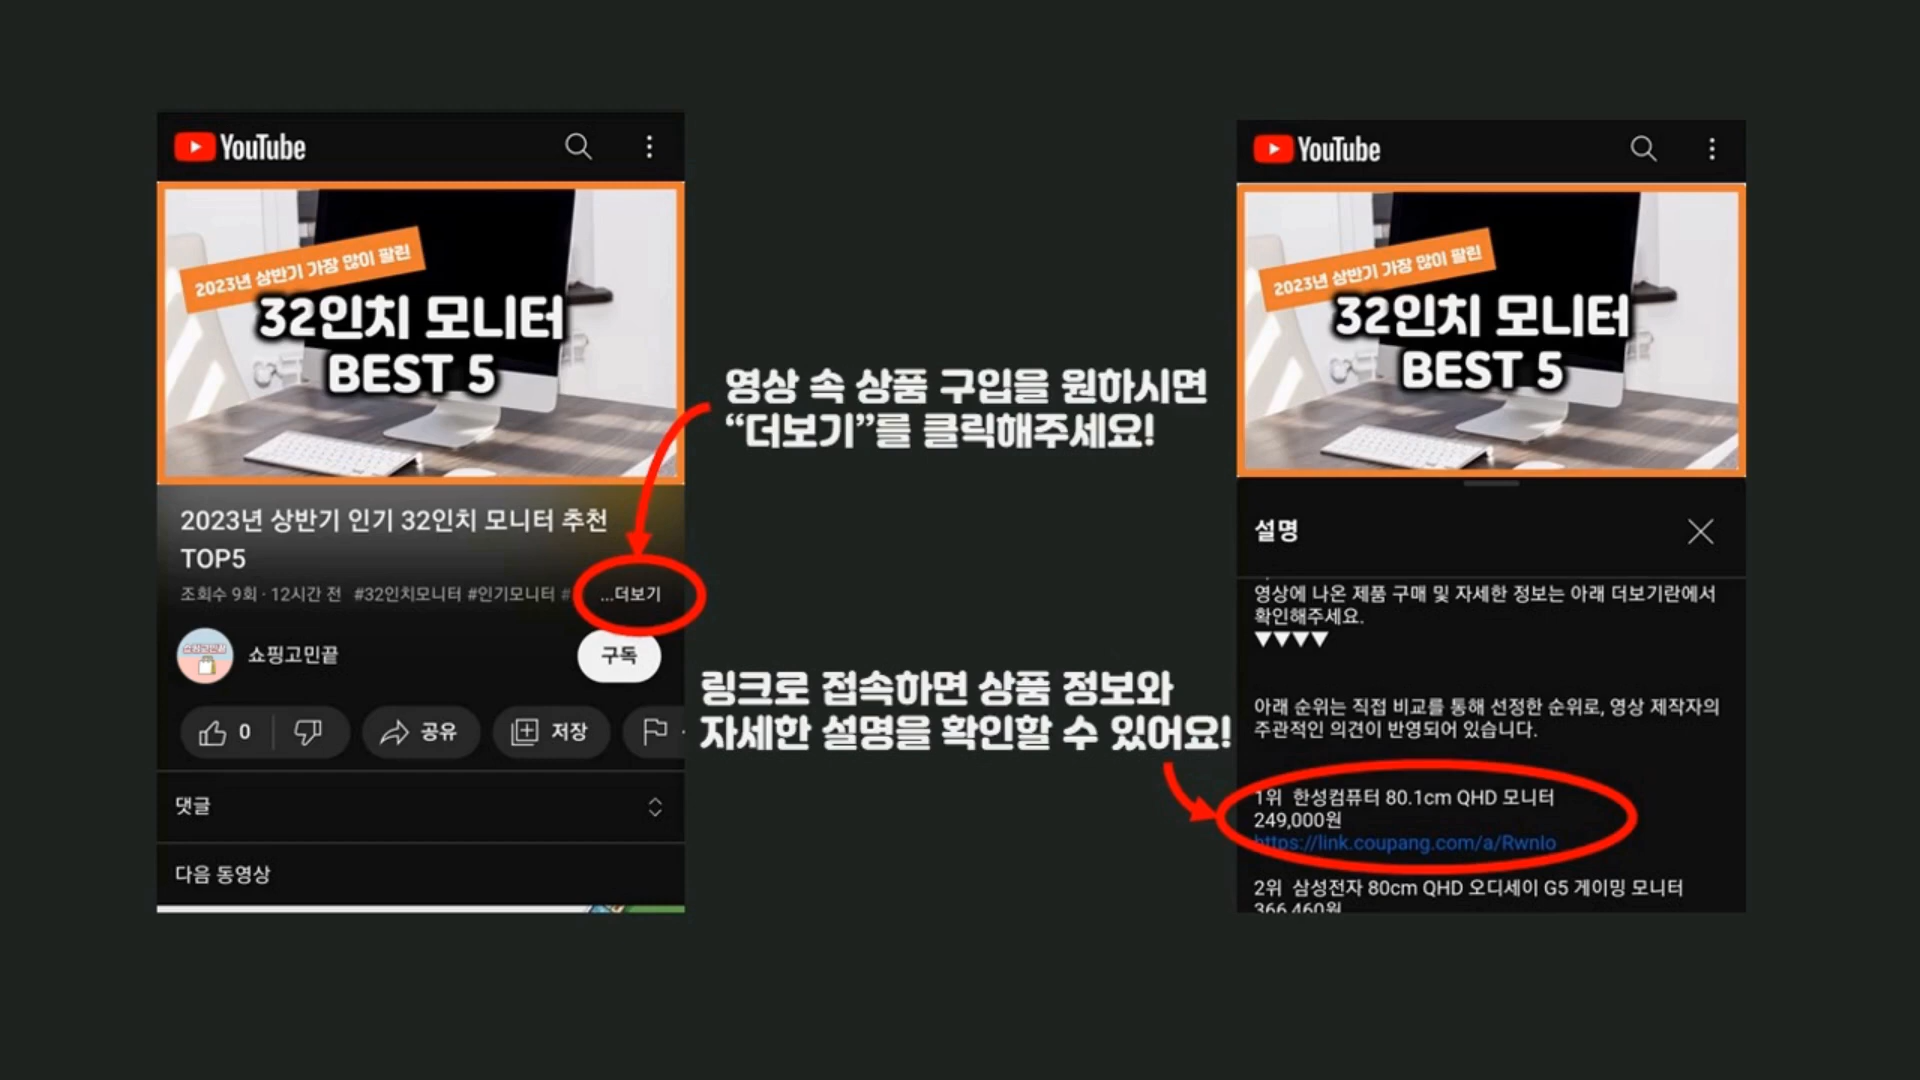 YouTube
2023년 상반기 가장 많이 팔린
32인치 모니터
BEST 5
2023년 상반기 인기 32인치 모니터 추천
TOP5
조회수 9회 · 12시간 전 #32인치모니터 #인기모니터 # ...더보기
쇼핑고민끝
쇼핑고민끝
구독
0
공유
저장
댓글
다음 동영상
영상 속 상품 구입을 원하시면
“더보기”를 클릭해주세요!
링크로 접속하면 상품 정보와
자세한 설명을 확인할 수 있어요!
YouTube
2023년 상반기 가장 많이 팔린
32인치 모니터
BEST 5
설명
영상에 나온 제품 구매 및 자세한 정보는 아래 더보기란에서
확인해주세요.
▼▼▼▼
아래 순위는 직접 비교를 통해 선정한 순위로, 영상 제작자의
주관적인 의견이 반영되어 있습니다.
1위 한성컴퓨터 80.1cm QHD 모니터
249,000원
https://link.coupang.com/a/RwnIo
2위 삼성전자 80cm QHD 오디세이 G5 게이밍 모니터
366,460원